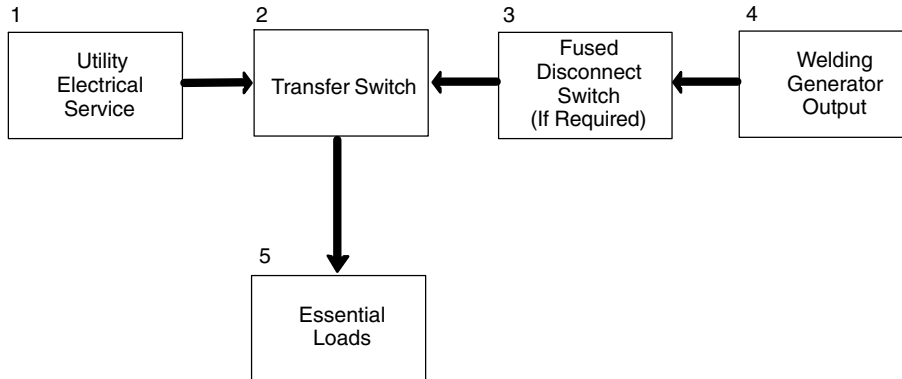 1
Utility
Electrical
Service
2
Transfer Switch
3
Fused
Disconnect
Switch
(If Required)
4
Welding
Generator
Output
5
Essential
Loads